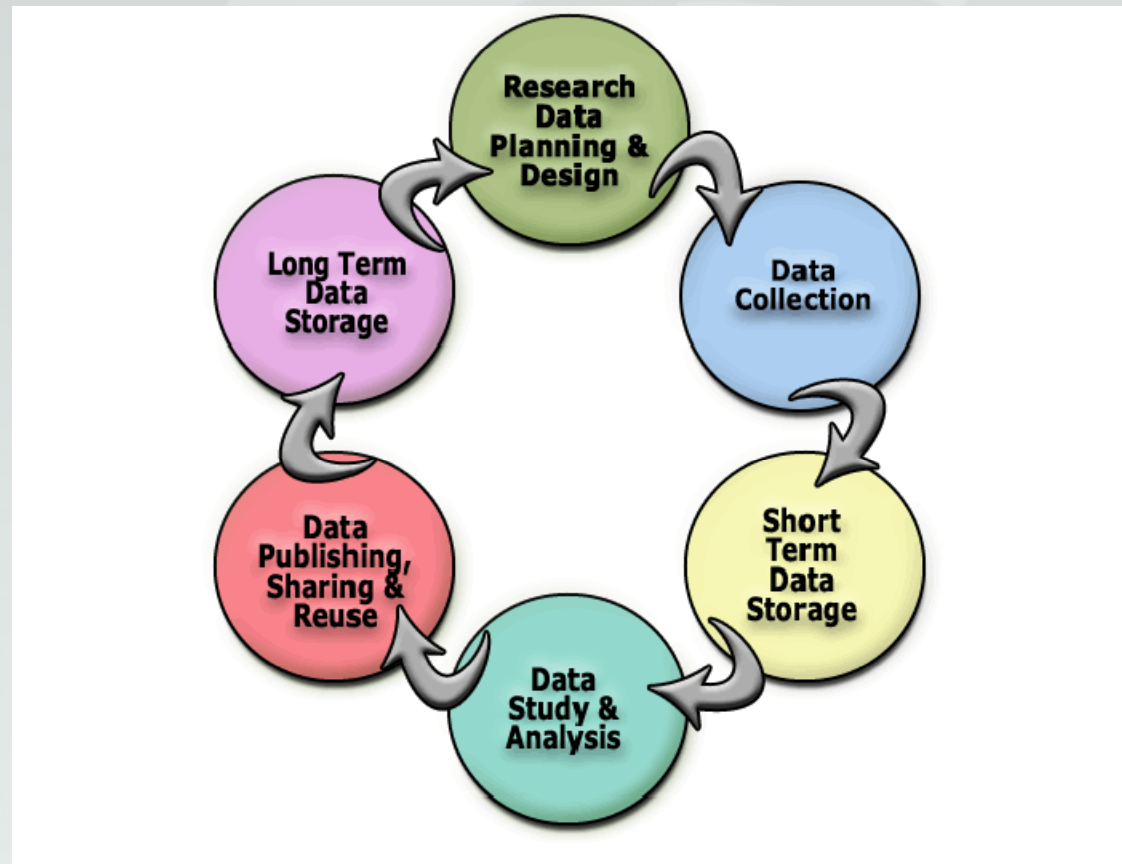 Research
Data
Planning &
Design
Data
Collection
Short
Term
Data
Storage
Data
Study &
Analysis
Data
Publishing,
Sharing &
Reuse
Long Term
Data
Storage